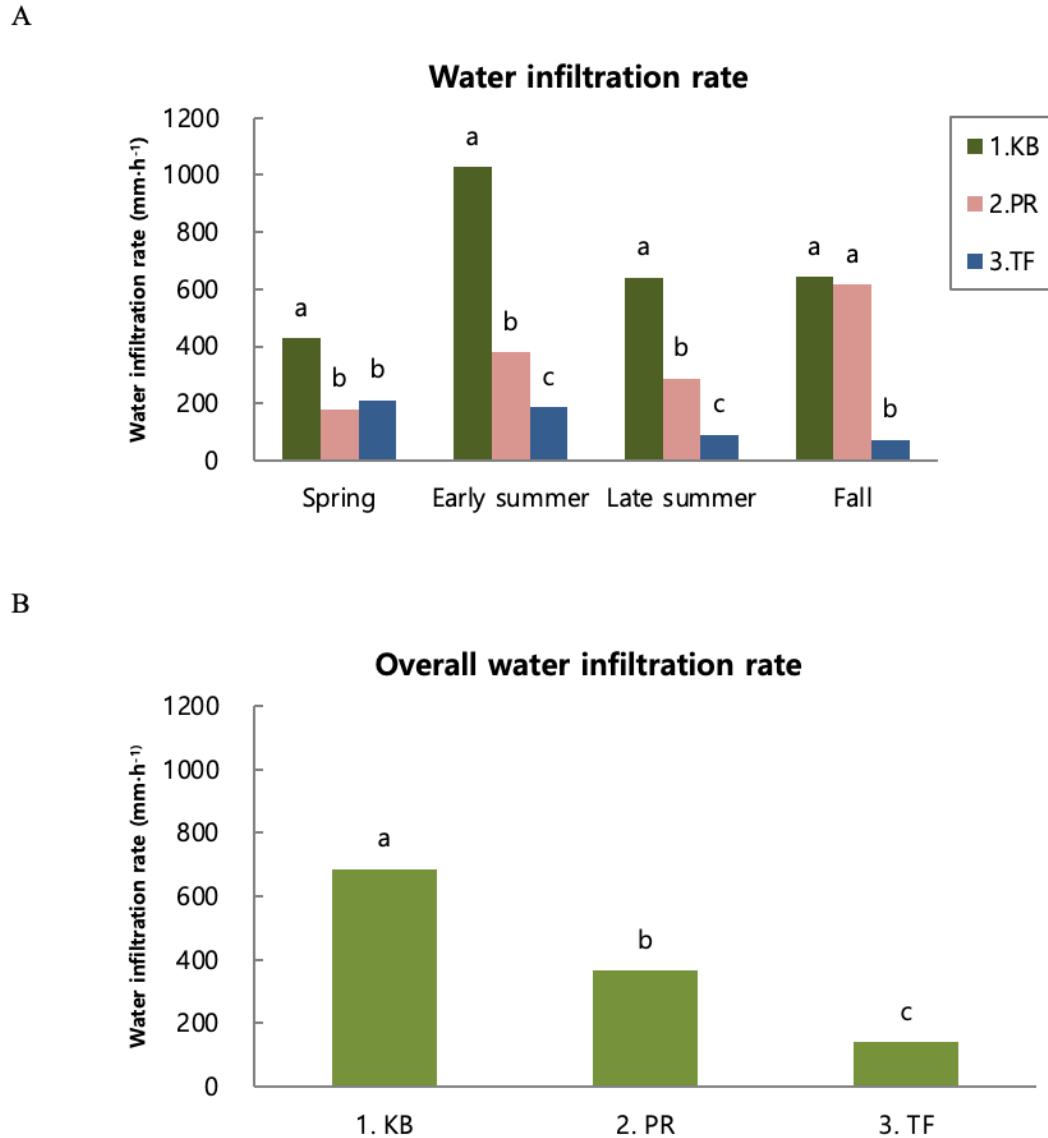 A
Water infiltration rate
Water infiltration rate (mm·h⁻¹)
1200
1000
800
600
400
200
0
a
b
b
a
b
c
a
b
c
a
a
b
Spring
Early summer
Late summer
Fall
1.KB
2.PR
3.TF
B
Overall water infiltration rate
Water infiltration rate (mm·h⁻¹⁾
1200
1000
800
600
400
200
0
a
b
c
1. KB
2. PR
3. TF